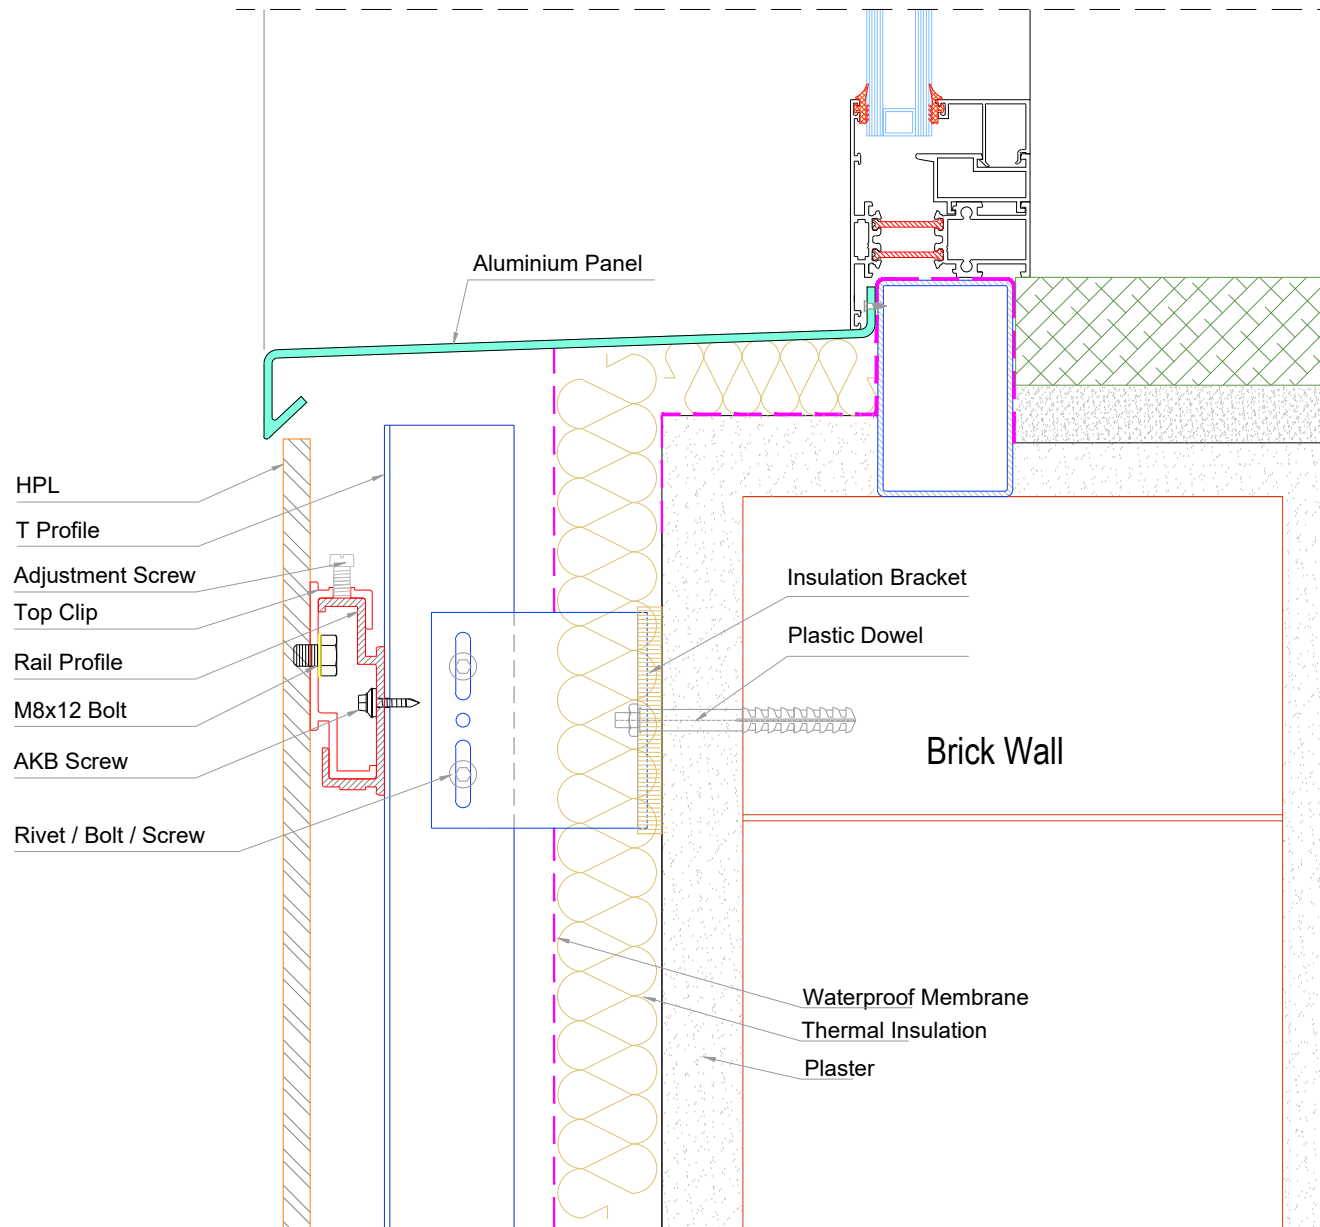 Aluminium Panel
HPL
T Profile
Adjustment Screw
Top Clip
Rail Profile
M8x12 Bolt
AKB Screw
Rivet / Bolt / Screw
Insulation Bracket
Plastic Dowel
Brick Wall
Waterproof Membrane
Thermal Insulation
Plaster